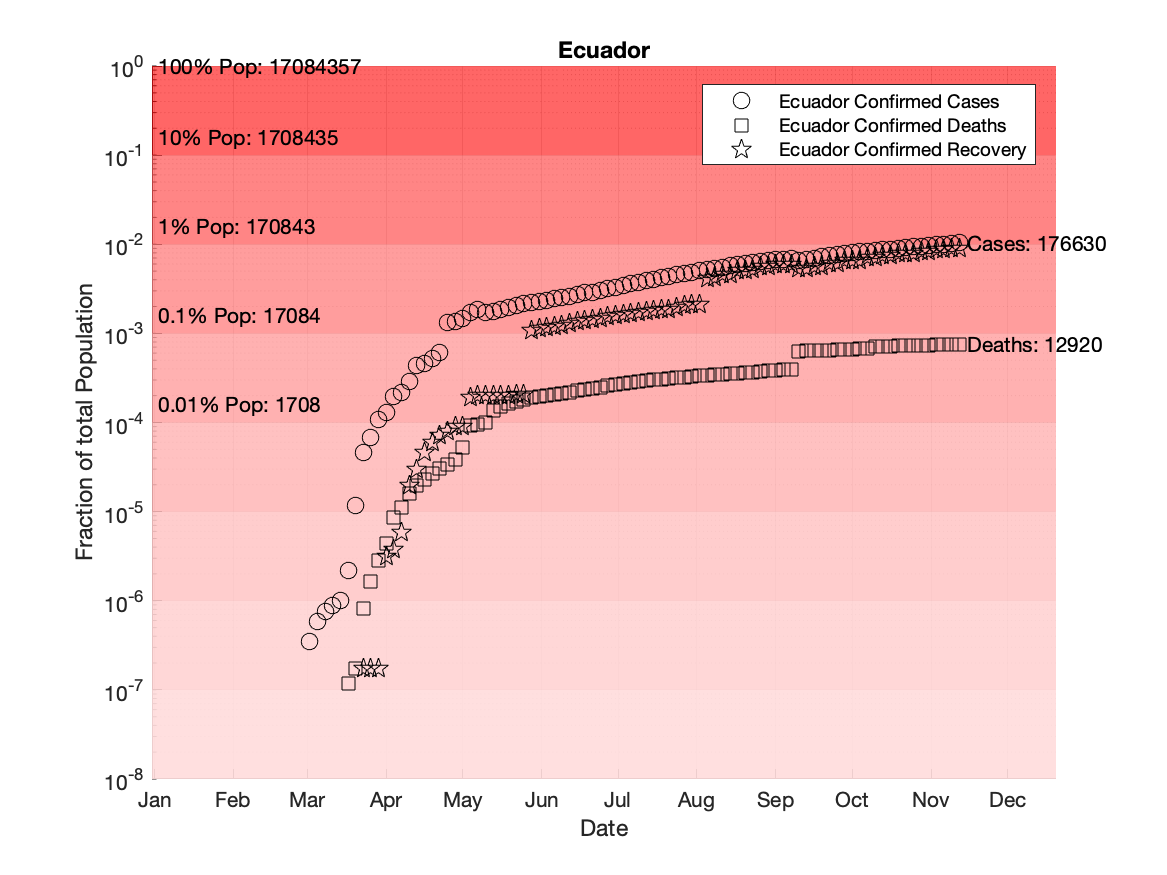 Ecuador
10^0
100% Pop: 17084357
Ecuador Confirmed Cases
Ecuador Confirmed Deaths
Ecuador Confirmed Recovery
10% Pop: 1708435
10^-1
1% Pop: 170843
10^-2
Cases: 176630
0.1% Pop: 17084
10^-3
Deaths: 12920
0.01% Pop: 1708
10^-4
10^-5
10^-6
10^-7
10^-8
Fraction of total Population
Jan Feb Mar Apr May Jun Jul Aug Sep Oct Nov Dec
Date